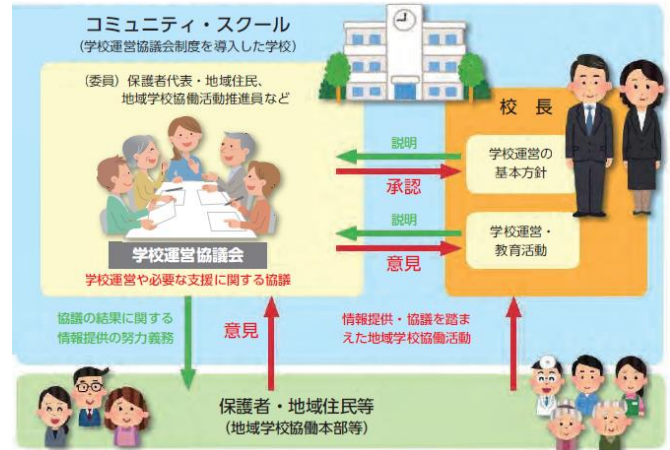 コミュニティ・スクール
(学校運営協議会制度を導入した学校)
(委員)保護者代表・地域住民、
地域学校協働活動推進員など
学校運営協議会
学校運営や必要な支援に関する協議
説明
承認
説明
意見
校 長
学校運営の
基本方針
学校運営・
教育活動
協議の結果に関する
情報提供の努力義務
意見
情報提供・協議を踏ま
えた地域学校協働活動
保護者・地域住民等
(地域学校協働本部等)